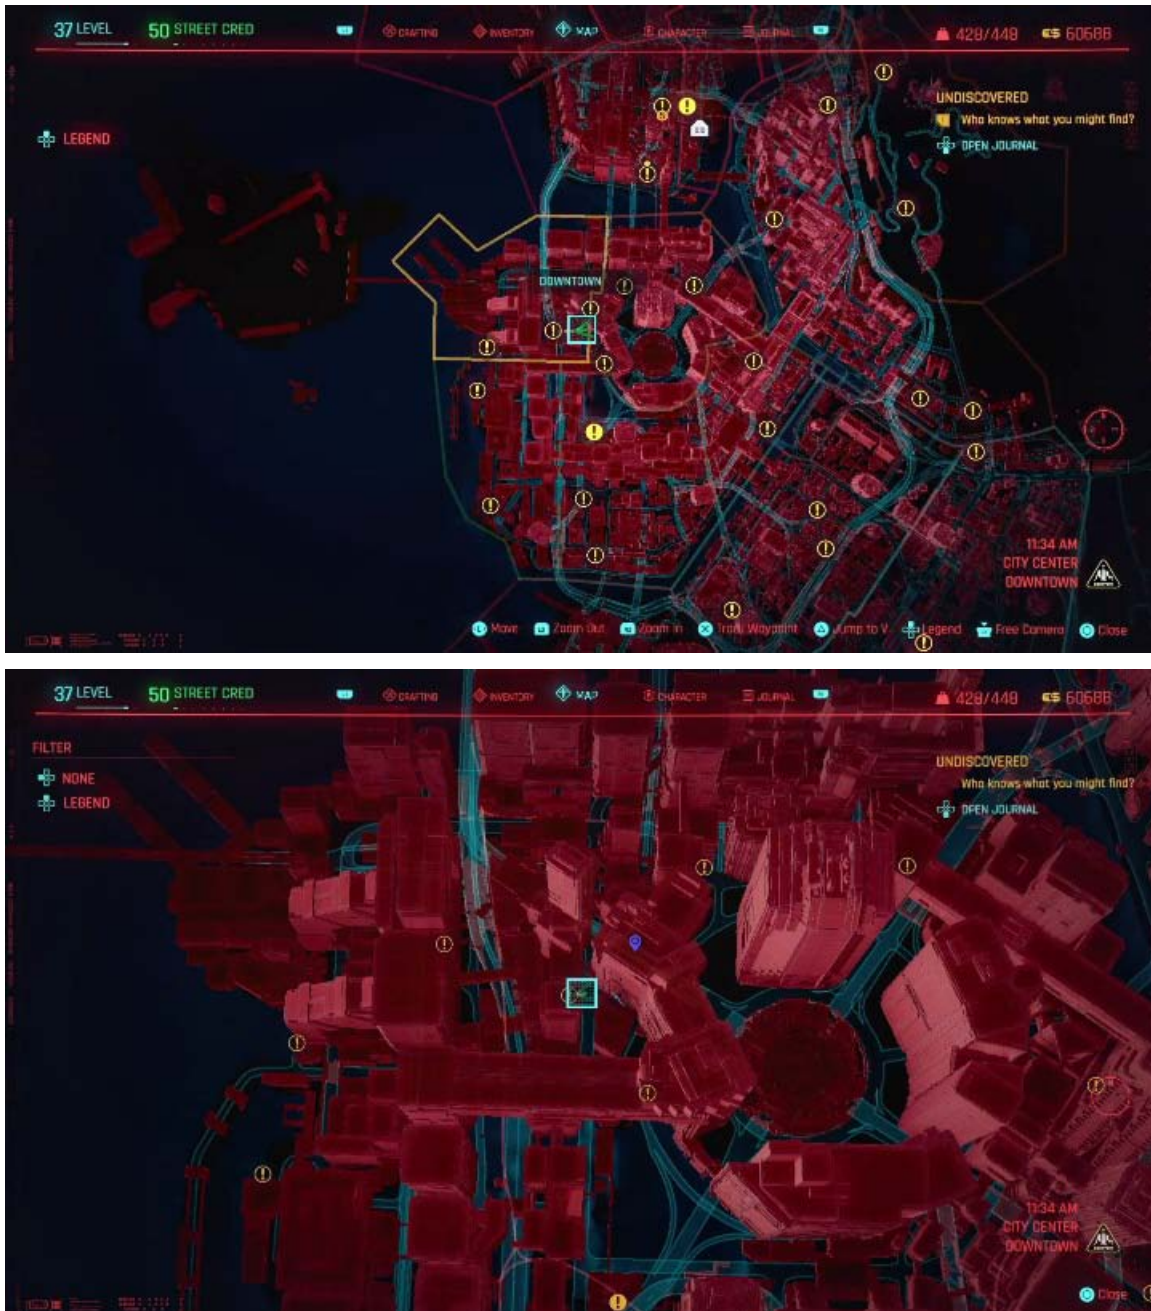 37 LEVEL
50 STREET CRED
CRAFTING
INVENTORY
MAP
CHARACTER
JOURNAL
428/448
60688
LEGEND
UNDISCOVERED
Who knows what you might find?
OPEN JOURNAL
DOWNTOWN
11:34 AM
CITY CENTER
DOWNTOWN
Move
Zoom Out
Zoom In
Track Waypoint
Jump to V
Legend
Free Camera
Close
37 LEVEL
50 STREET CRED
CRAFTING
INVENTORY
MAP
CHARACTER
JOURNAL
428/448
60688
FILTER
NONE
LEGEND
UNDISCOVERED
Who knows what you might find?
OPEN JOURNAL
11:34 AM
CITY CENTER
DOWNTOWN
Close